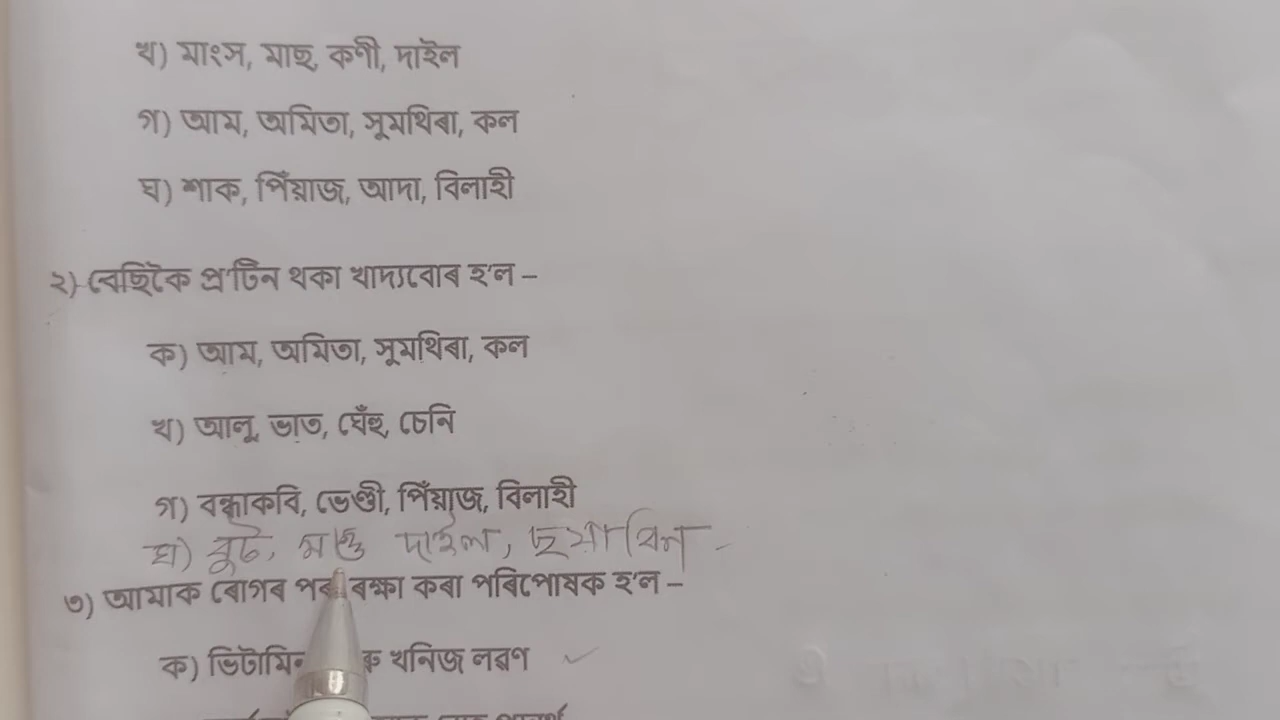 খ) মাংস, মাছ, কণী, দাইল
গ) আম, অমিতা, সুমথিৰা, কল
ঘ) শাক, পিঁয়াজ, আদা, বিলাহী
২) বেছিকৈ প্ৰ'টিন থকা খাদ্যবোৰ হ'ল –
ক) আম, অমিতা, সুমথিৰা, কল
খ) আলু, ভাত, ঘেঁহু, চেনি
গ) বন্ধাকবি, ভেণ্ডী, পিঁয়াজ, বিলাহী
ঘ) বুট, মগু দাইল, ছয়াবিন -
৩) আমাক ৰোগৰ পৰা ৰক্ষা কৰা পৰিপোষক হ'ল –
ক) ভিটামিন ৰু খনিজ লৱণ